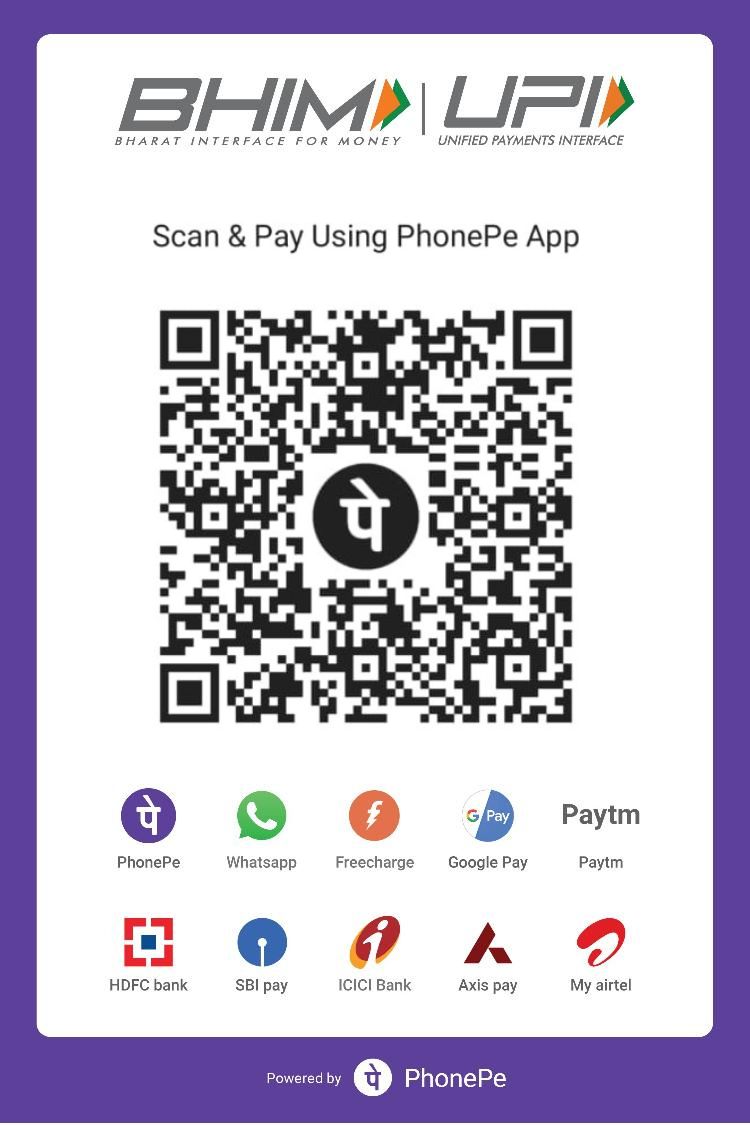 BHIM | UPI
BHARAT INTERFACE FOR MONEY UNIFIED PAYMENTS INTERFACE
Scan & Pay Using PhonePe App
पे
पे G Pay Paytm
PhonePe Whatsapp Freecharge Google Pay Paytm
i
HDFC bank SBI pay ICICI Bank Axis pay My airtel
Powered by पे PhonePe